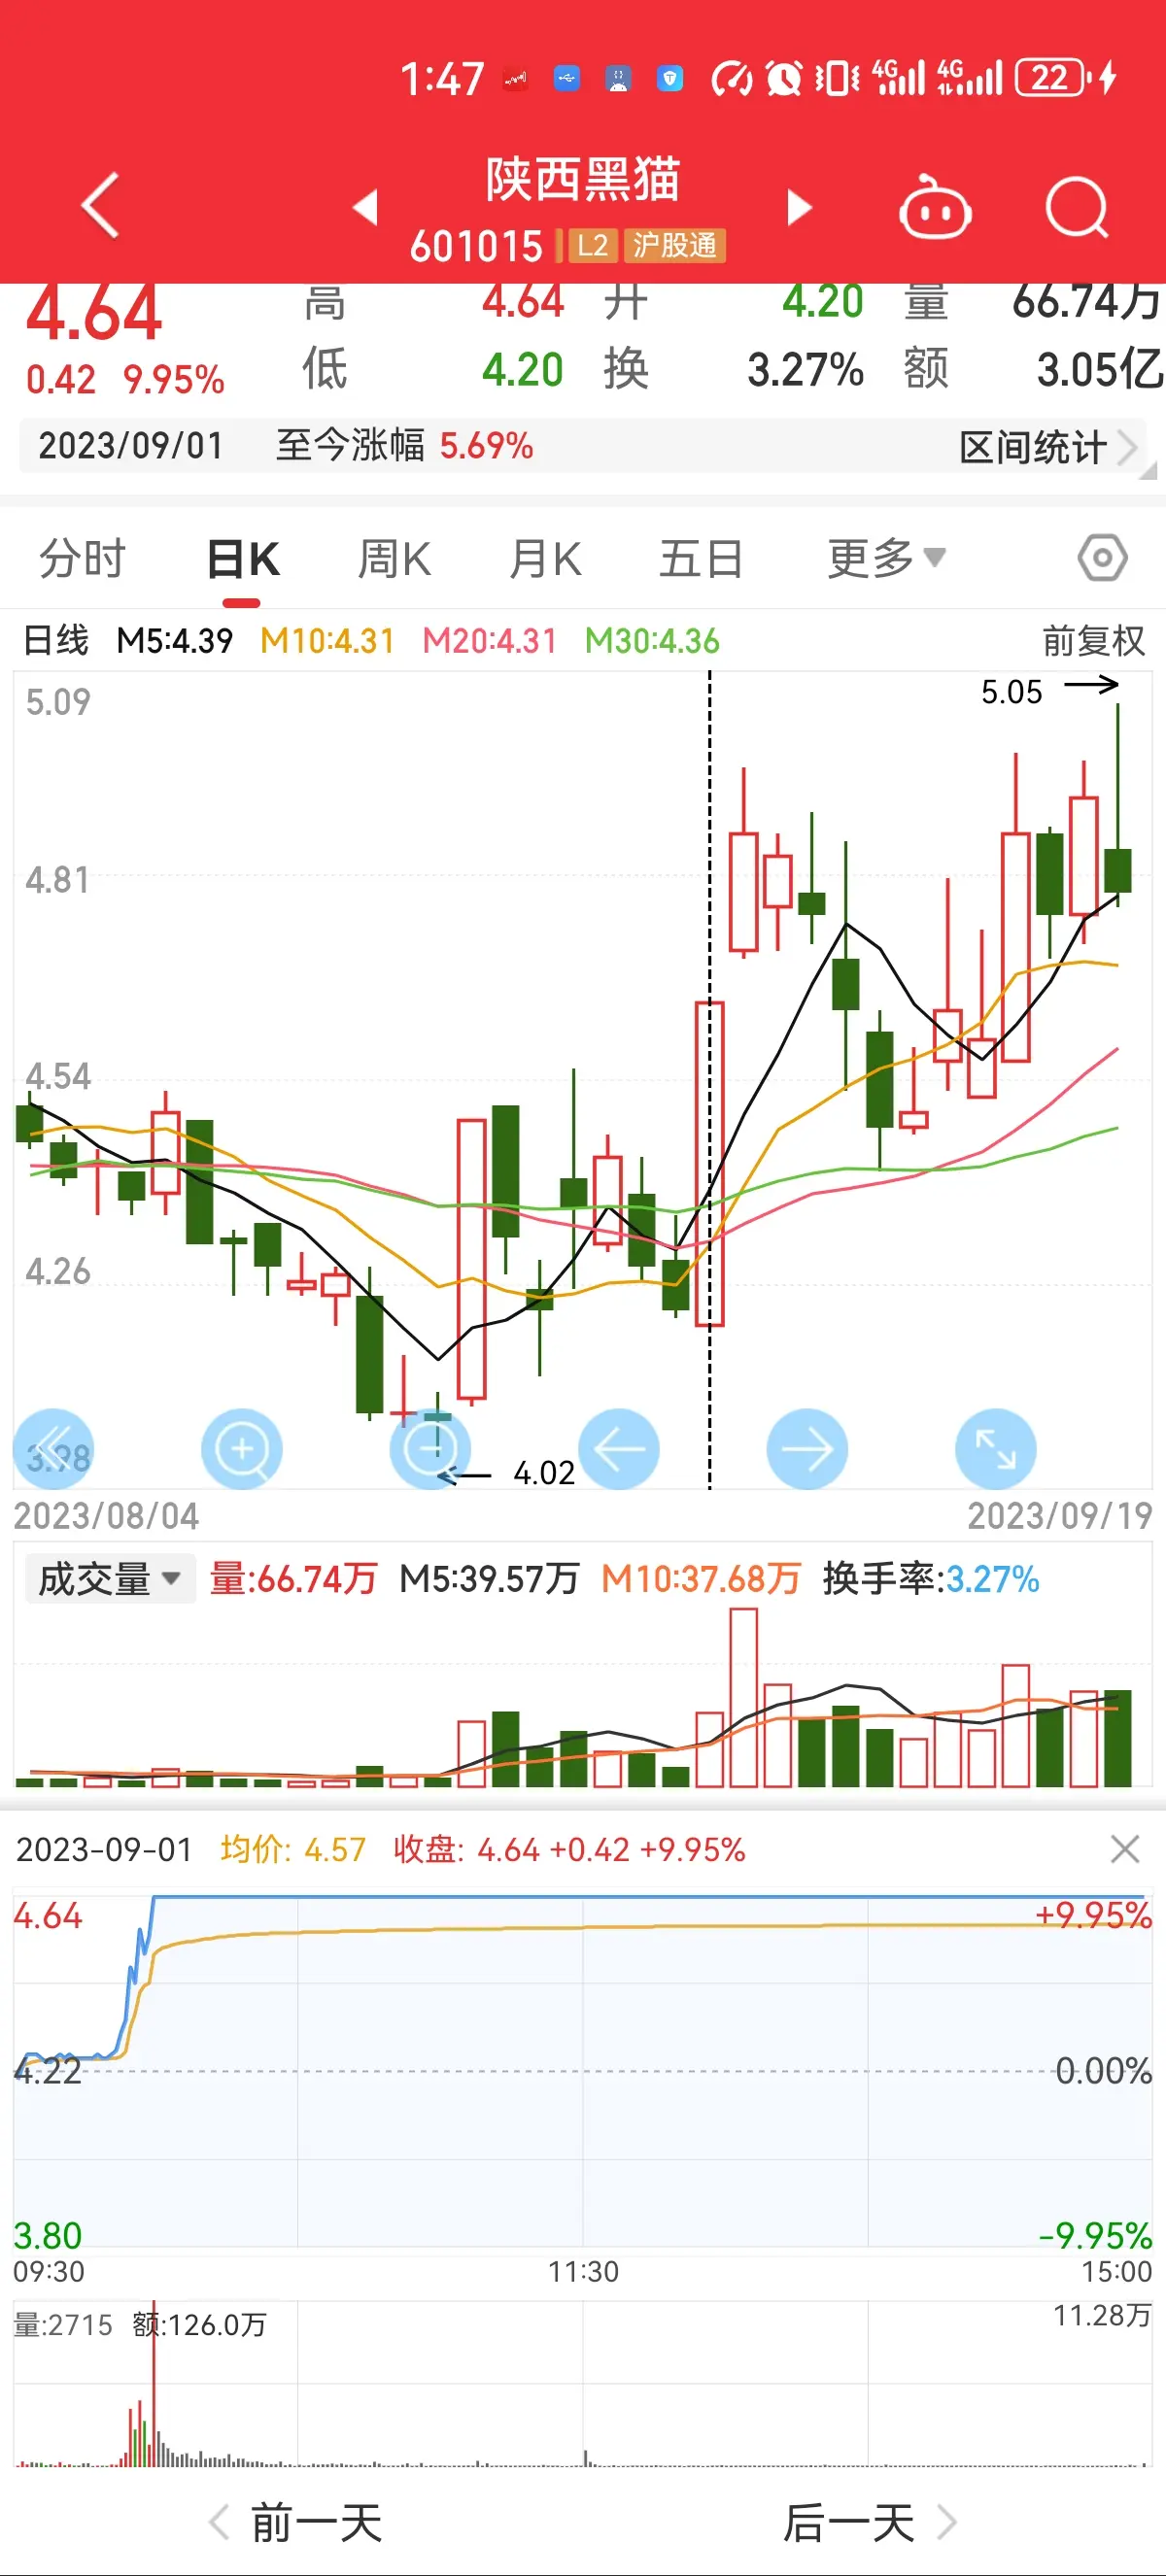 1:47 4G 4G 22
陕西黑猫
601015 L2 沪股通
4.64 高 4.64 开 4.20 量 66.74万
0.42 9.95% 低 4.20 换 3.27% 额 3.05亿
2023/09/01 至今涨幅 5.69% 区间统计
分时 日K 周K 月K 五日 更多
日线 M5:4.39 M10:4.31 M20:4.31 M30:4.36 前复权
5.09
5.05
4.81
4.54
4.26
3.98
4.02
2023/08/04 2023/09/19
成交量 量:66.74万 M5:39.57万 M10:37.68万 换手率:3.27%
2023-09-01 均价: 4.57 收盘: 4.64 +0.42 +9.95%
4.64 +9.95%
4.22 0.00%
3.80 -9.95%
09:30 11:30 15:00
量:2715 额:126.0万 11.28万
前一天 后一天